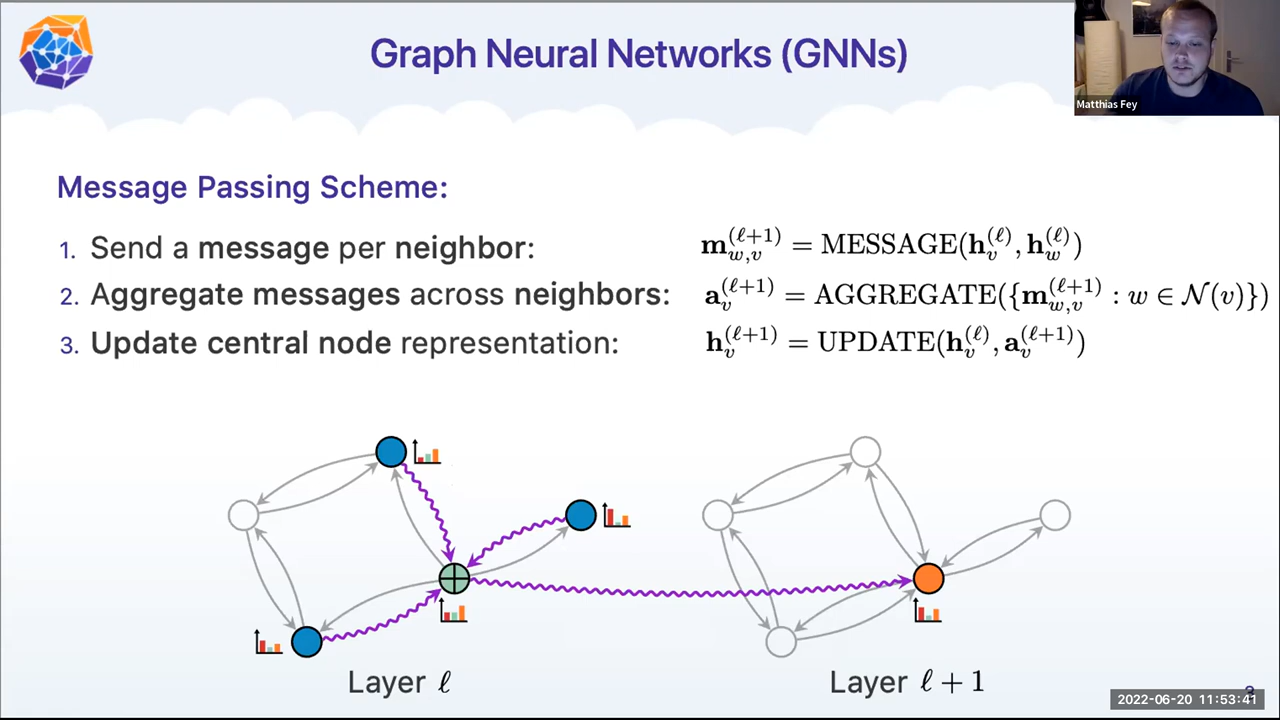 Graph Neural Networks (GNNs)
Matthias Fey
Message Passing Scheme:
1. Send a message per neighbor: m_{w,v}^{(ℓ+1)} = MESSAGE(h_v^{(ℓ)}, h_w^{(ℓ)})
2. Aggregate messages across neighbors: a_v^{(ℓ+1)} = AGGREGATE({m_{w,v}^{(ℓ+1)} : w ∈ N(v)})
3. Update central node representation: h_v^{(ℓ+1)} = UPDATE(h_v^{(ℓ)}, a_v^{(ℓ+1)})
Layer ℓ
Layer ℓ + 1
2022-06-20 11:53:41